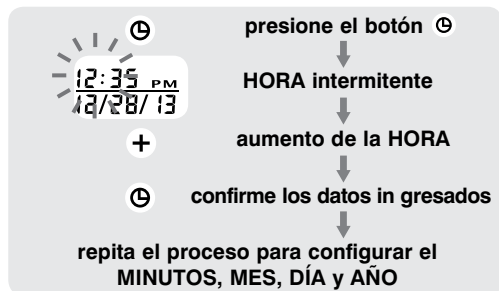 presione el botón
12:35 PM
12/28/13
HORA intermitente
+
aumento de la HORA
confirme los datos in gresados
repita el proceso para configurar el
MINUTOS, MES, DÍA y AÑO